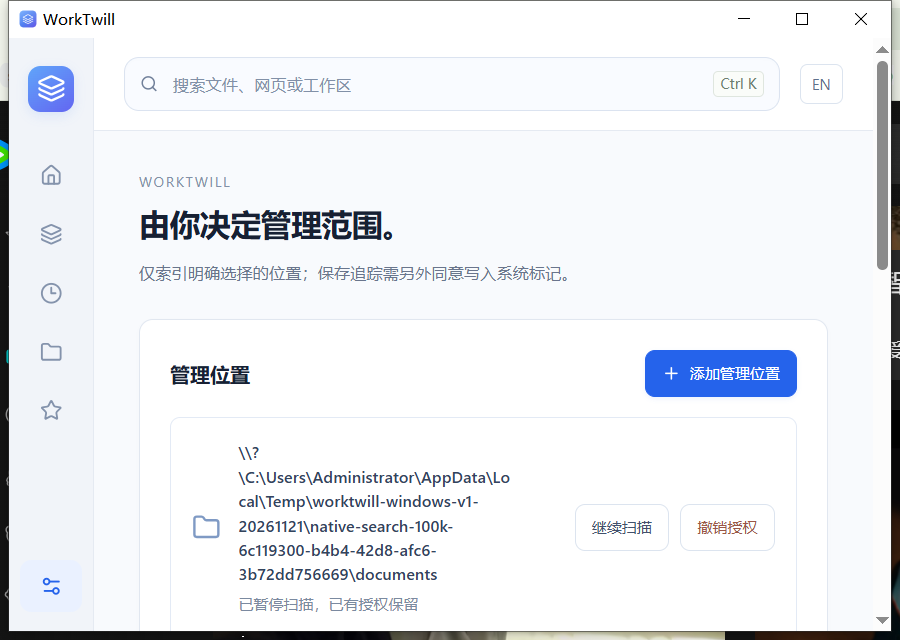 WorkTwill
搜索文件、网页或工作区
Ctrl K
EN
WORKTWILL
由你决定管理范围。
仅索引明确选择的位置；保存追踪需另外同意写入系统标记。
管理位置
添加管理位置
\\?
\C:\Users\Administrator\AppData\Lo
cal\Temp\worktwill-windows-v1-
20261121\native-search-100k-
6c119300-b4b4-42d8-afc6-
3b72dd756669\documents
已暂停扫描，已有授权保留
继续扫描
撤销授权